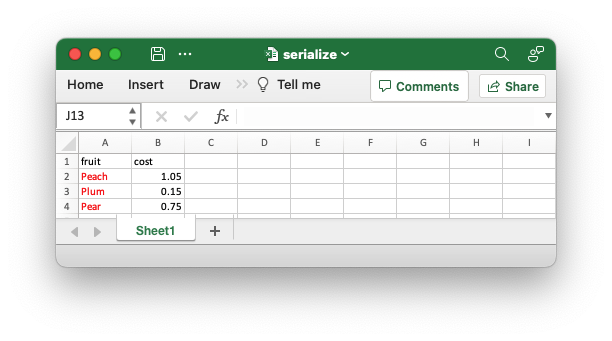 serialize
Home Insert Draw Tell me Comments Share
J13 fx
A B C D E F G H I
1 fruit cost
2 Peach 1.05
3 Plum 0.15
4 Pear 0.75
Sheet1 +